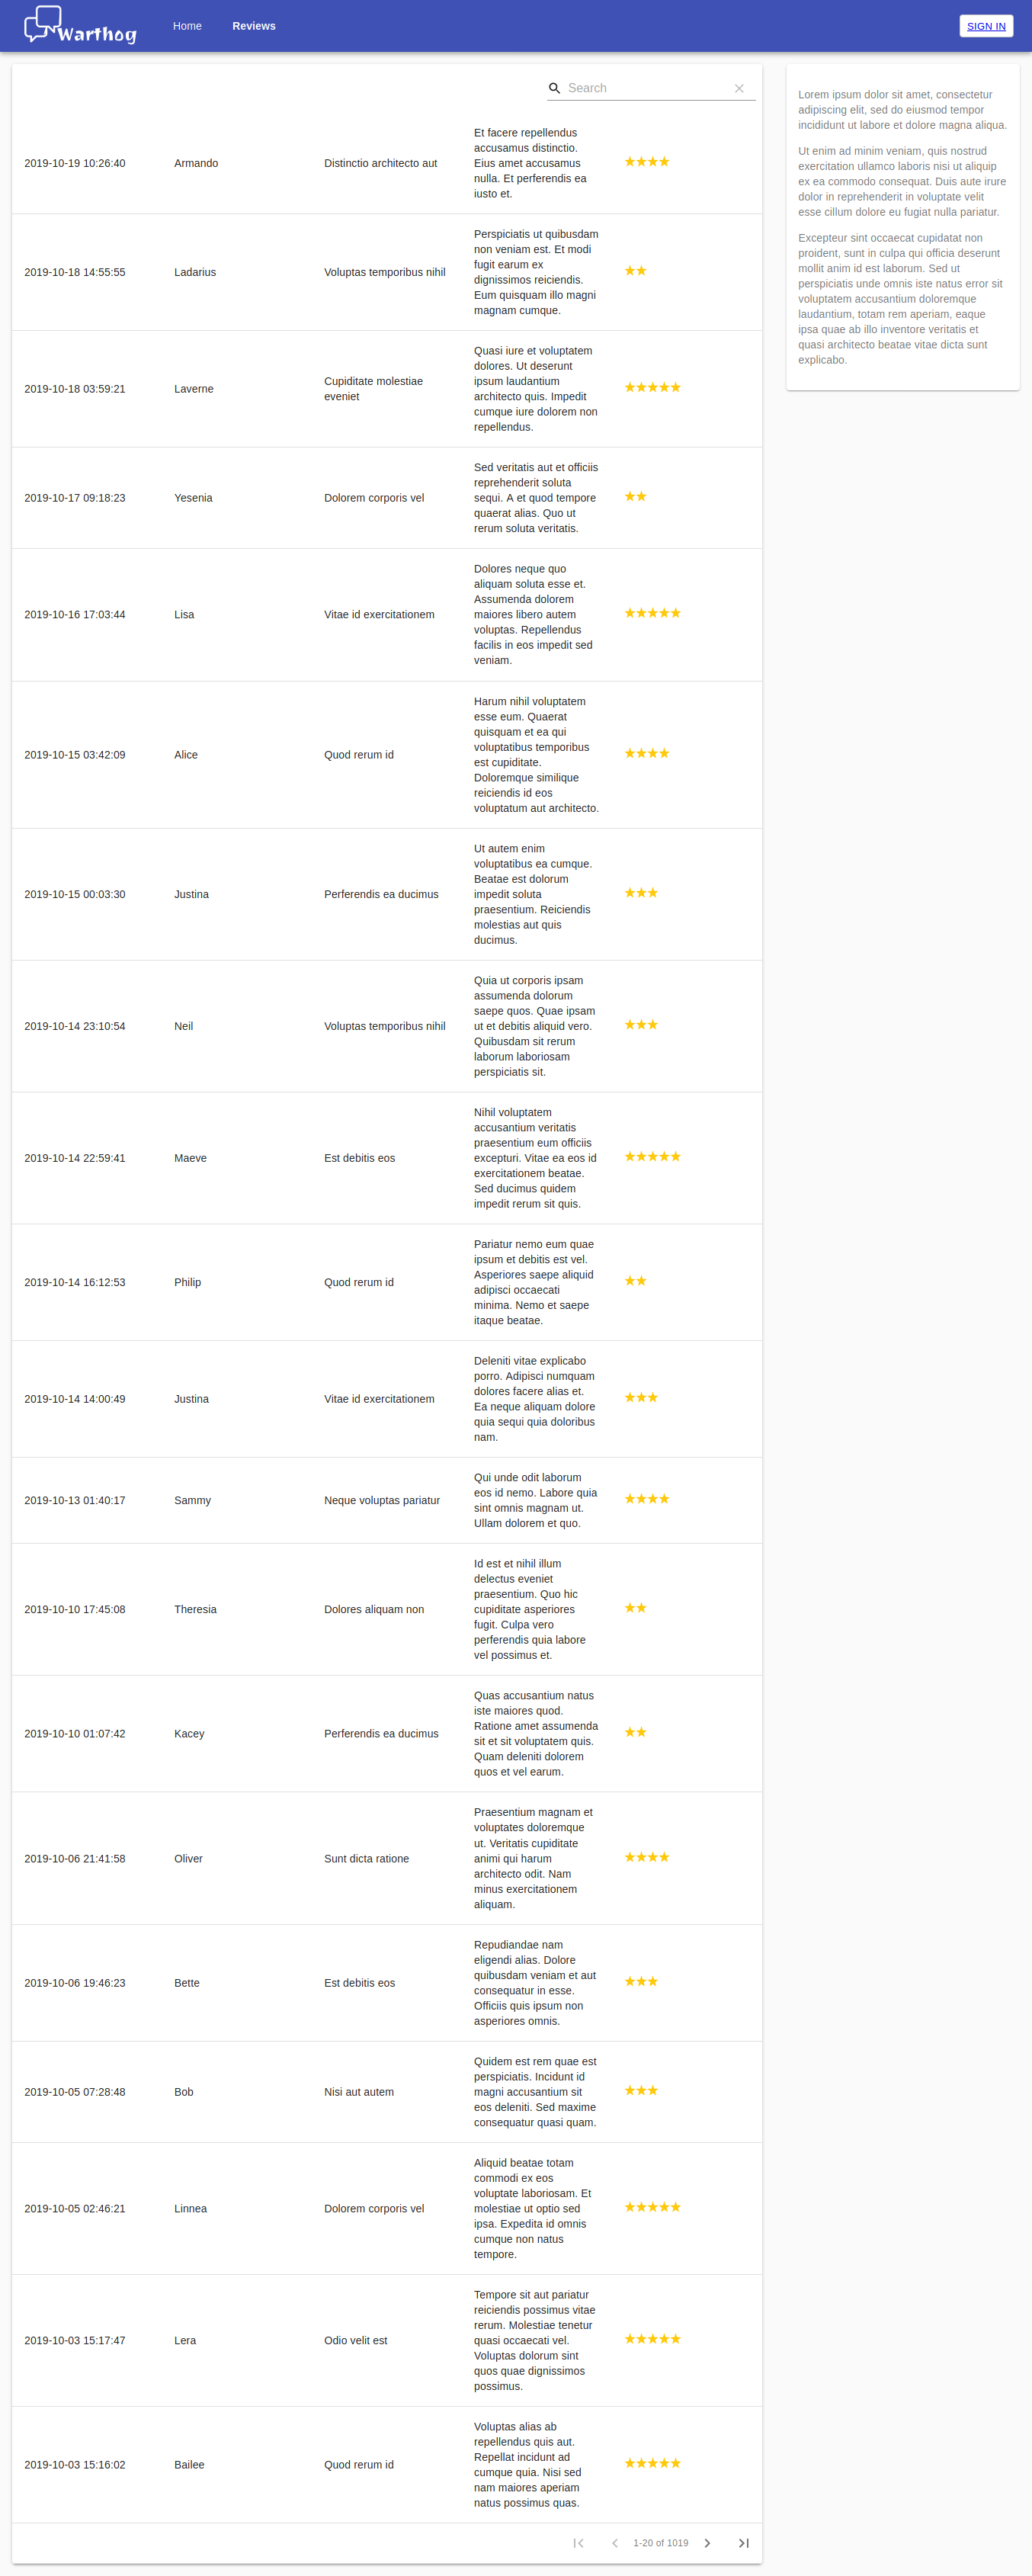 Warthog
Home
Reviews
SIGN IN
Search
2019-10-19 10:26:40
Armando
Distinctio architecto aut
Et facere repellendus
accusamus distinctio.
Eius amet accusamus
nulla. Et perferendis ea
iusto et.
2019-10-18 14:55:55
Ladarius
Voluptas temporibus nihil
Perspiciatis ut quibusdam
non veniam est. Et modi
fugit earum ex
dignissimos reiciendis.
Eum quisquam illo magni
magnam cumque.
2019-10-18 03:59:21
Laverne
Cupiditate molestiae
eveniet
Quasi iure et voluptatem
dolores. Ut deserunt
ipsum laudantium
architecto quis. Impedit
cumque iure dolorem non
repellendus.
2019-10-17 09:18:23
Yesenia
Dolorem corporis vel
Sed veritatis aut et officiis
reprehenderit soluta
sequi. A et quod tempore
quaerat alias. Quo ut
rerum soluta veritatis.
2019-10-16 17:03:44
Lisa
Vitae id exercitationem
Dolores neque quo
aliquam soluta esse et.
Assumenda dolorem
maiores libero autem
voluptas. Repellendus
facilis in eos impedit sed
veniam.
2019-10-15 03:42:09
Alice
Quod rerum id
Harum nihil voluptatem
esse eum. Quaerat
quisquam et ea qui
voluptatibus temporibus
est cupiditate.
Doloremque similique
reiciendis id eos
voluptatum aut architecto.
2019-10-15 00:03:30
Justina
Perferendis ea ducimus
Ut autem enim
voluptatibus ea cumque.
Beatae est dolorum
impedit soluta
praesentium. Reiciendis
molestias aut quis
ducimus.
2019-10-14 23:10:54
Neil
Voluptas temporibus nihil
Quia ut corporis ipsam
assumenda dolorum
saepe quos. Quae ipsam
ut et debitis aliquid vero.
Quibusdam sit rerum
laborum laboriosam
perspiciatis sit.
2019-10-14 22:59:41
Maeve
Est debitis eos
Nihil voluptatem
accusantium veritatis
praesentium eum officiis
excepturi. Vitae ea eos id
exercitationem beatae.
Sed ducimus quidem
impedit rerum sit quis.
2019-10-14 16:12:53
Philip
Quod rerum id
Pariatur nemo eum quae
ipsum et debitis est vel.
Asperiores saepe aliquid
adipisci occaecati
minima. Nemo et saepe
itaque beatae.
2019-10-14 14:00:49
Justina
Vitae id exercitationem
Deleniti vitae explicabo
porro. Adipisci numquam
dolores facere alias et.
Ea neque aliquam dolore
quia sequi quia doloribus
nam.
2019-10-13 01:40:17
Sammy
Neque voluptas pariatur
Qui unde odit laborum
eos id nemo. Labore quia
sint omnis magnam ut.
Ullam dolorem et quo.
2019-10-10 17:45:08
Theresia
Dolores aliquam non
Id est et nihil illum
delectus eveniet
praesentium. Quo hic
cupiditate asperiores
fugit. Culpa vero
perferendis quia labore
vel possimus et.
2019-10-10 01:07:42
Kacey
Perferendis ea ducimus
Quas accusantium natus
iste maiores quod.
Ratione amet assumenda
sit et sit voluptatem quis.
Quam deleniti dolorem
quos et vel earum.
2019-10-06 21:41:58
Oliver
Sunt dicta ratione
Praesentium magnam et
voluptates doloremque
ut. Veritatis cupiditate
animi qui harum
architecto odit. Nam
minus exercitationem
aliquam.
2019-10-06 19:46:23
Bette
Est debitis eos
Repudiandae nam
eligendi alias. Dolore
quibusdam veniam et aut
consequatur in esse.
Officiis quis ipsum non
asperiores omnis.
2019-10-05 07:28:48
Bob
Nisi aut autem
Quidem est rem quae est
perspiciatis. Incidunt id
magni accusantium sit
eos deleniti. Sed maxime
consequatur quasi quam.
2019-10-05 02:46:21
Linnea
Dolorem corporis vel
Aliquid beatae totam
commodi ex eos
voluptate laboriosam. Et
molestiae ut optio sed
ipsa. Expedita id omnis
cumque non natus
tempore.
2019-10-03 15:17:47
Lera
Odio velit est
Tempore sit aut pariatur
reiciendis possimus vitae
rerum. Molestiae tenetur
quasi occaecati vel.
Voluptas dolorum sint
quos quae dignissimos
possimus.
2019-10-03 15:16:02
Bailee
Quod rerum id
Voluptas alias ab
repellendus quis aut.
Repellat incidunt ad
cumque quia. Nisi sed
nam maiores aperiam
natus possimus quas.
1-20 of 1019
Lorem ipsum dolor sit amet, consectetur
adipiscing elit, sed do eiusmod tempor
incididunt ut labore et dolore magna aliqua.
Ut enim ad minim veniam, quis nostrud
exercitation ullamco laboris nisi ut aliquip
ex ea commodo consequat. Duis aute irure
dolor in reprehenderit in voluptate velit
esse cillum dolore eu fugiat nulla pariatur.
Excepteur sint occaecat cupidatat non
proident, sunt in culpa qui officia deserunt
mollit anim id est laborum. Sed ut
perspiciatis unde omnis iste natus error sit
voluptatem accusantium doloremque
laudantium, totam rem aperiam, eaque
ipsa quae ab illo inventore veritatis et
quasi architecto beatae vitae dicta sunt
explicabo.